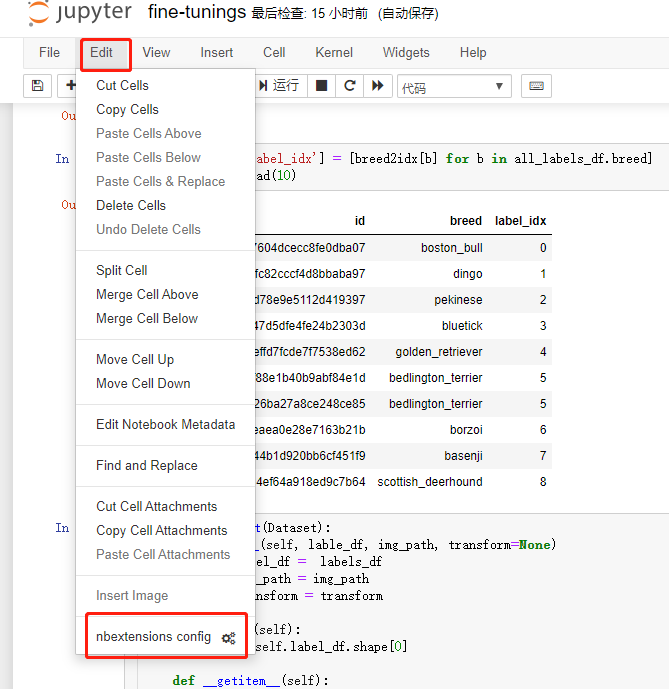 jupyter fine-tunings 最后检查: 15 小时前 (自动保存)
File Edit View Insert Cell Kernel Widgets Help
运行 代码
Cut Cells
Copy Cells
Paste Cells Above
Paste Cells Below
Paste Cells & Replace
Delete Cells
Undo Delete Cells
Split Cell
Merge Cell Above
Merge Cell Below
Move Cell Up
Move Cell Down
Edit Notebook Metadata
Find and Replace
Cut Cell Attachments
Copy Cell Attachments
Paste Cell Attachments
Insert Image
nbextensions config
Ou
In abel_idx'] = [breed2idx[b] for b in all_labels_df.breed]
ad(10)
Ou
id breed label_idx
7604dcecc8fe0dba07 boston_bull 0
fc82cccf4d8bbaba97 dingo 1
d78e9e5112d419397 pekinese 2
47d5dfe4fe24b2303d bluetick 3
effd7fcde7f7538ed62 golden_retriever 4
f88e1b40b9abf84e1d bedlington_terrier 5
26ba27a8ce248ce85 bedlington_terrier 5
eaea0e28e7163b21b borzoi 6
44b1d920bb6cf451f9 basenji 7
4ef64a918ed9c7b64 scottish_deerhound 8
In t(Dataset):
_(self, lable_df, img_path, transform=None)
el_df = labels_df
_path = img_path
nsform = transform
(self):
self.label_df.shape[0]
def __getitem__(self):